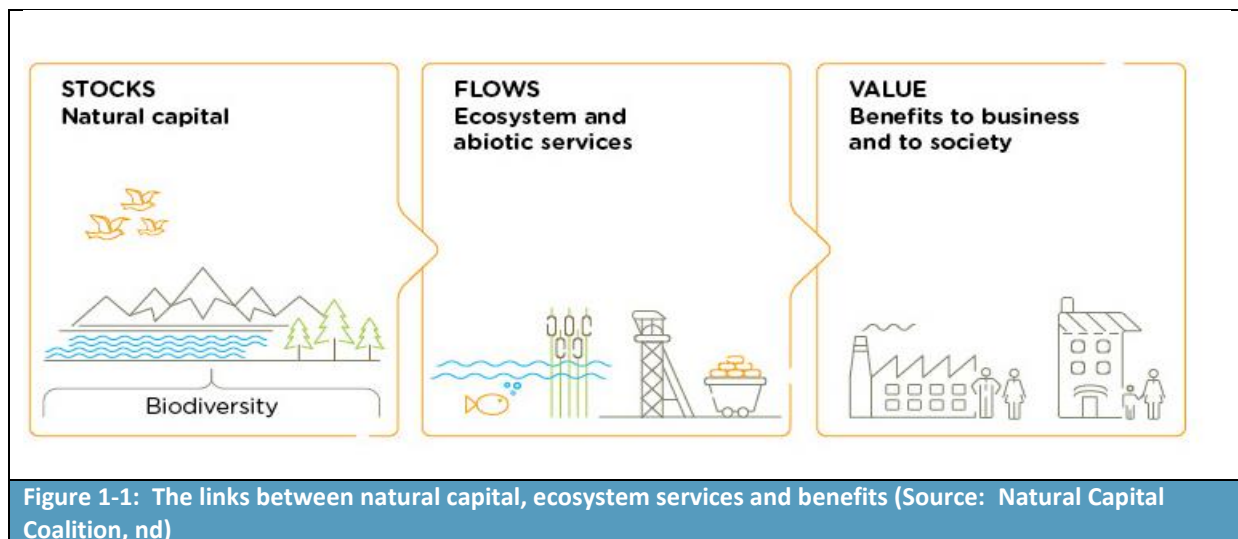 STOCKS
Natural capital
Biodiversity
FLOWS
Ecosystem and
abiotic services
VALUE
Benefits to business
and to society
Figure 1-1:  The links between natural capital, ecosystem services and benefits (Source:  Natural Capital
Coalition, nd)